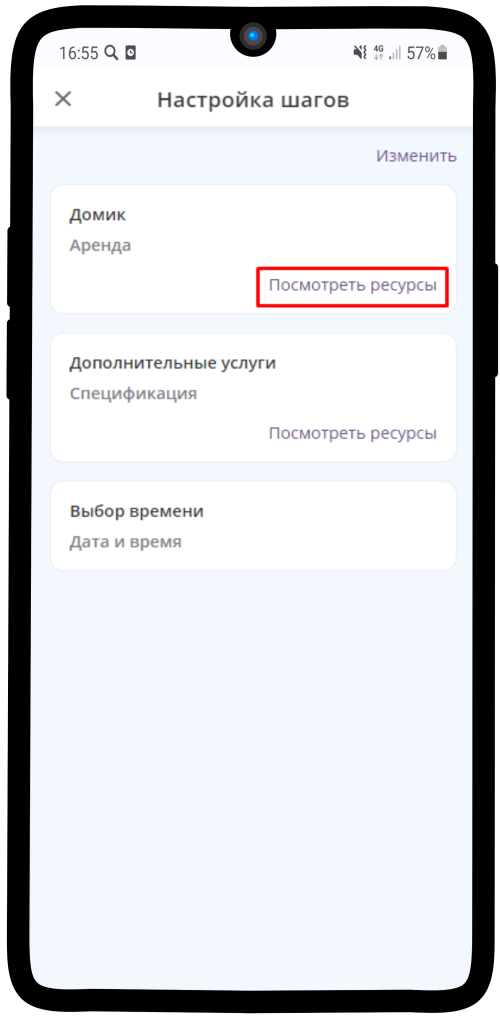 16:55
4G
57%
Настройка шагов
Изменить
Домик
Аренда
Посмотреть ресурсы
Дополнительные услуги
Спецификация
Посмотреть ресурсы
Выбор времени
Дата и время